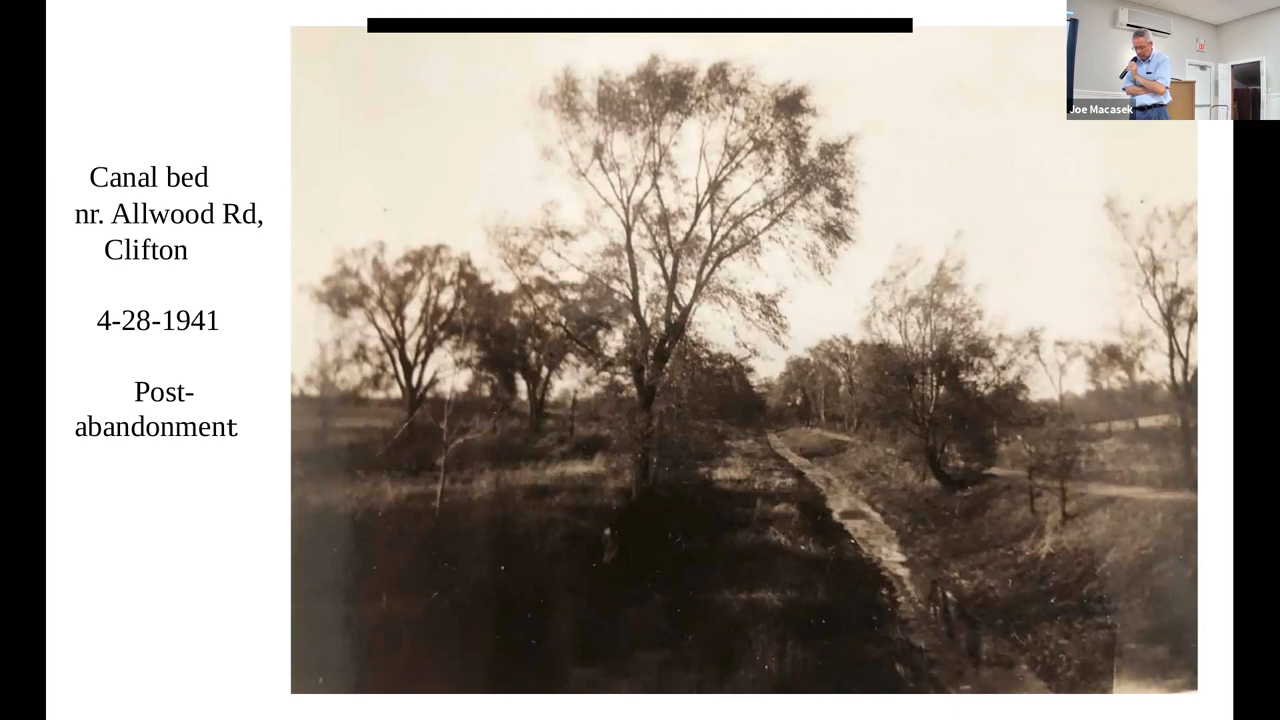 Canal bed
nr. Allwood Rd,
Clifton
4-28-1941
Post-
abandonment
Joe Macasek